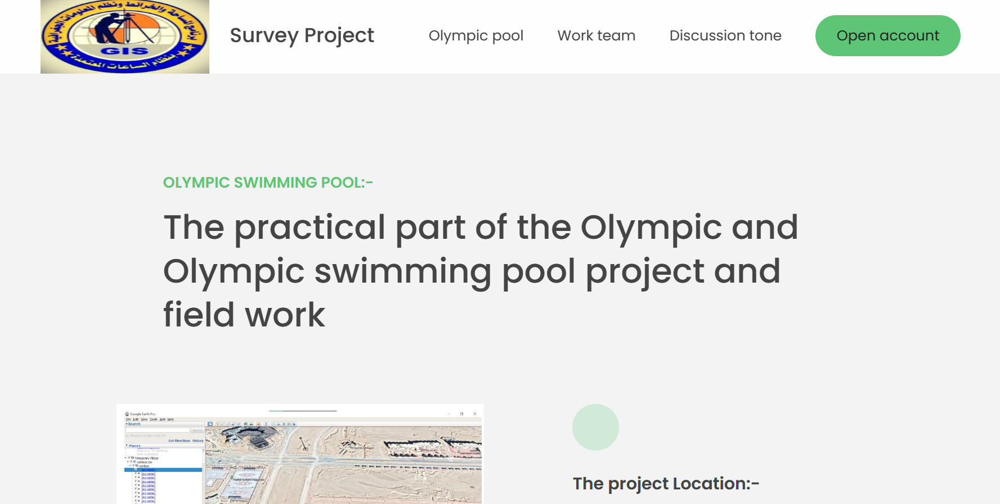 برنامج المساحة والخرائط ونظم المعلومات الجغرافية
GIS
بنظام الساعات المعتمدة
Survey Project
Olympic pool
Work team
Discussion tone
Open account
OLYMPIC SWIMMING POOL:-
The practical part of the Olympic and
Olympic swimming pool project and
field work
Google Earth Pro
File Edit View Tools Add Help
Search
Search
Get Directions History
Places
Temporary Places
contour.csv
contour
[no name]
[no name]
[no name]
[no name]
[no name]
[no name]
[no name]
[no name]
[no name]
The project Location:-